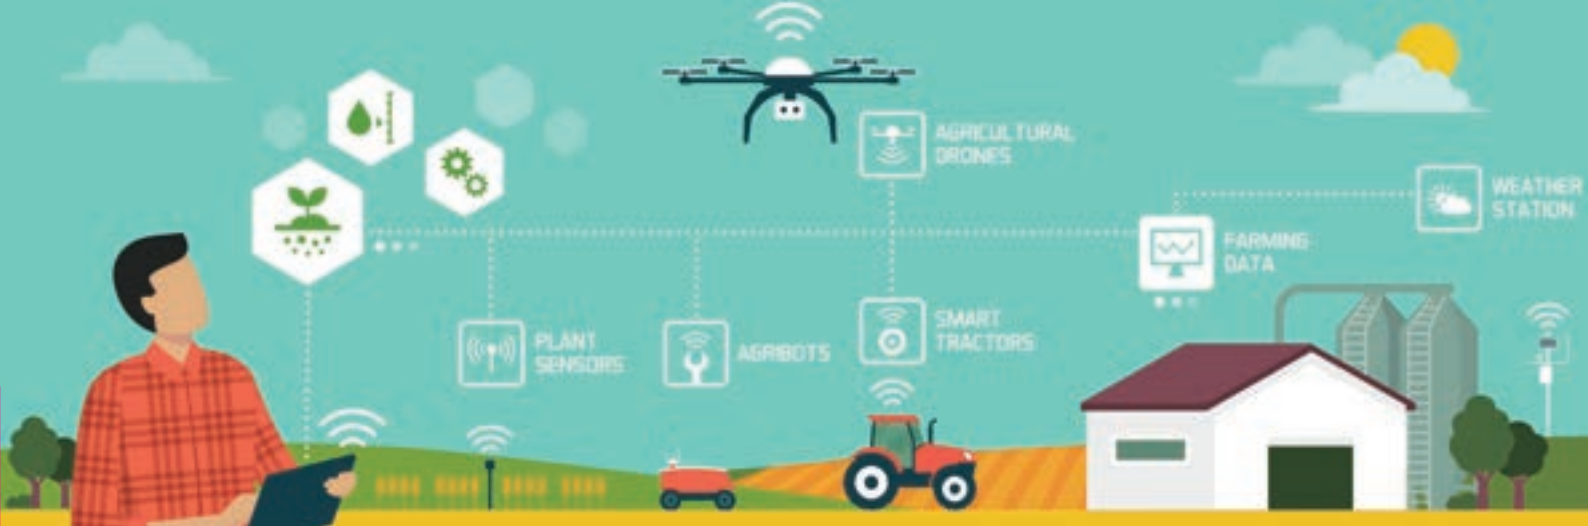 AGRICULTURAL
DRONES
WEATHER
STATION
FARMING
DATA
PLANT
SENSORS
AGRIBOTS
SMART
TRACTORS